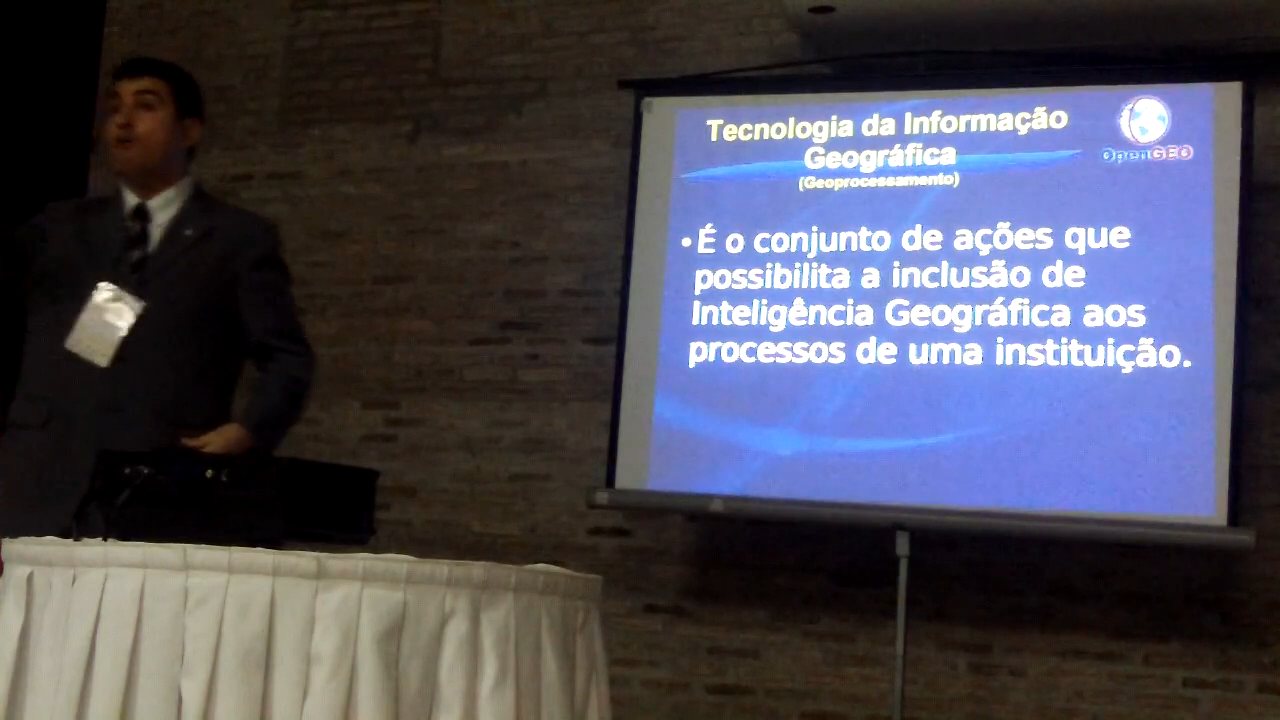 Tecnologia da Informação
Geográfica
(Geoprocessamento)
OpenGEO
•É o conjunto de ações que
possibilita a inclusão de
Inteligência Geográfica aos
processos de uma instituição.